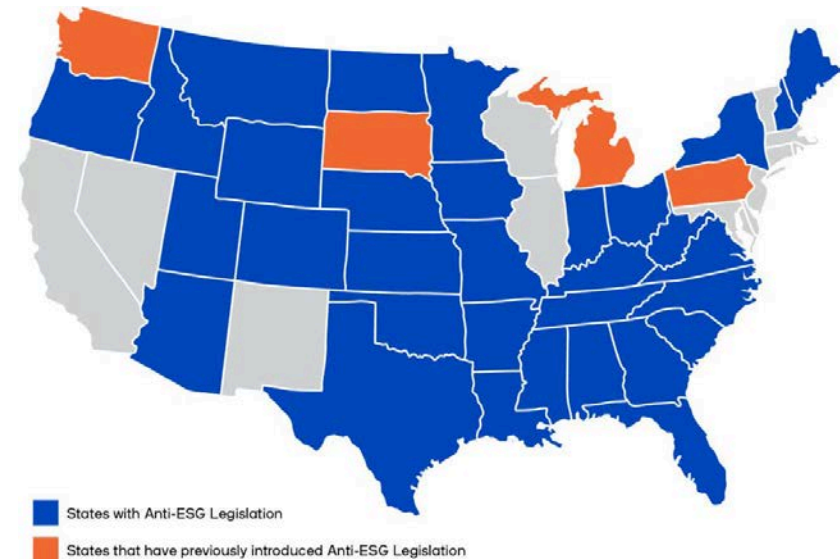 States with Anti-ESG Legislation
States that have previously introduced Anti-ESG Legislation